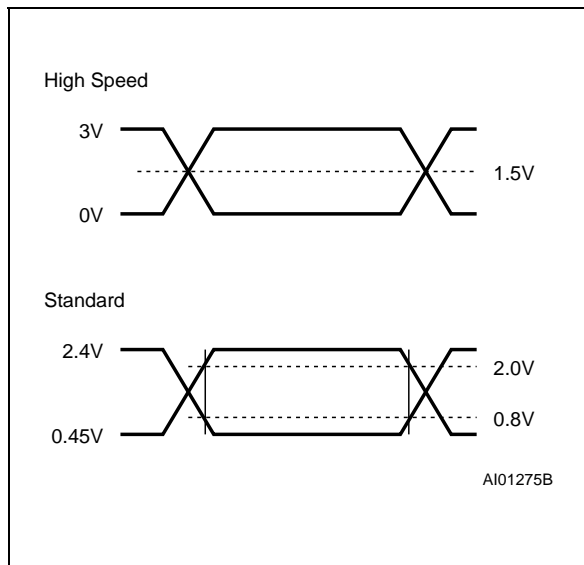 High Speed
3V
1.5V
0V
Standard
2.4V
2.0V
0.8V
0.45V
AI01275B